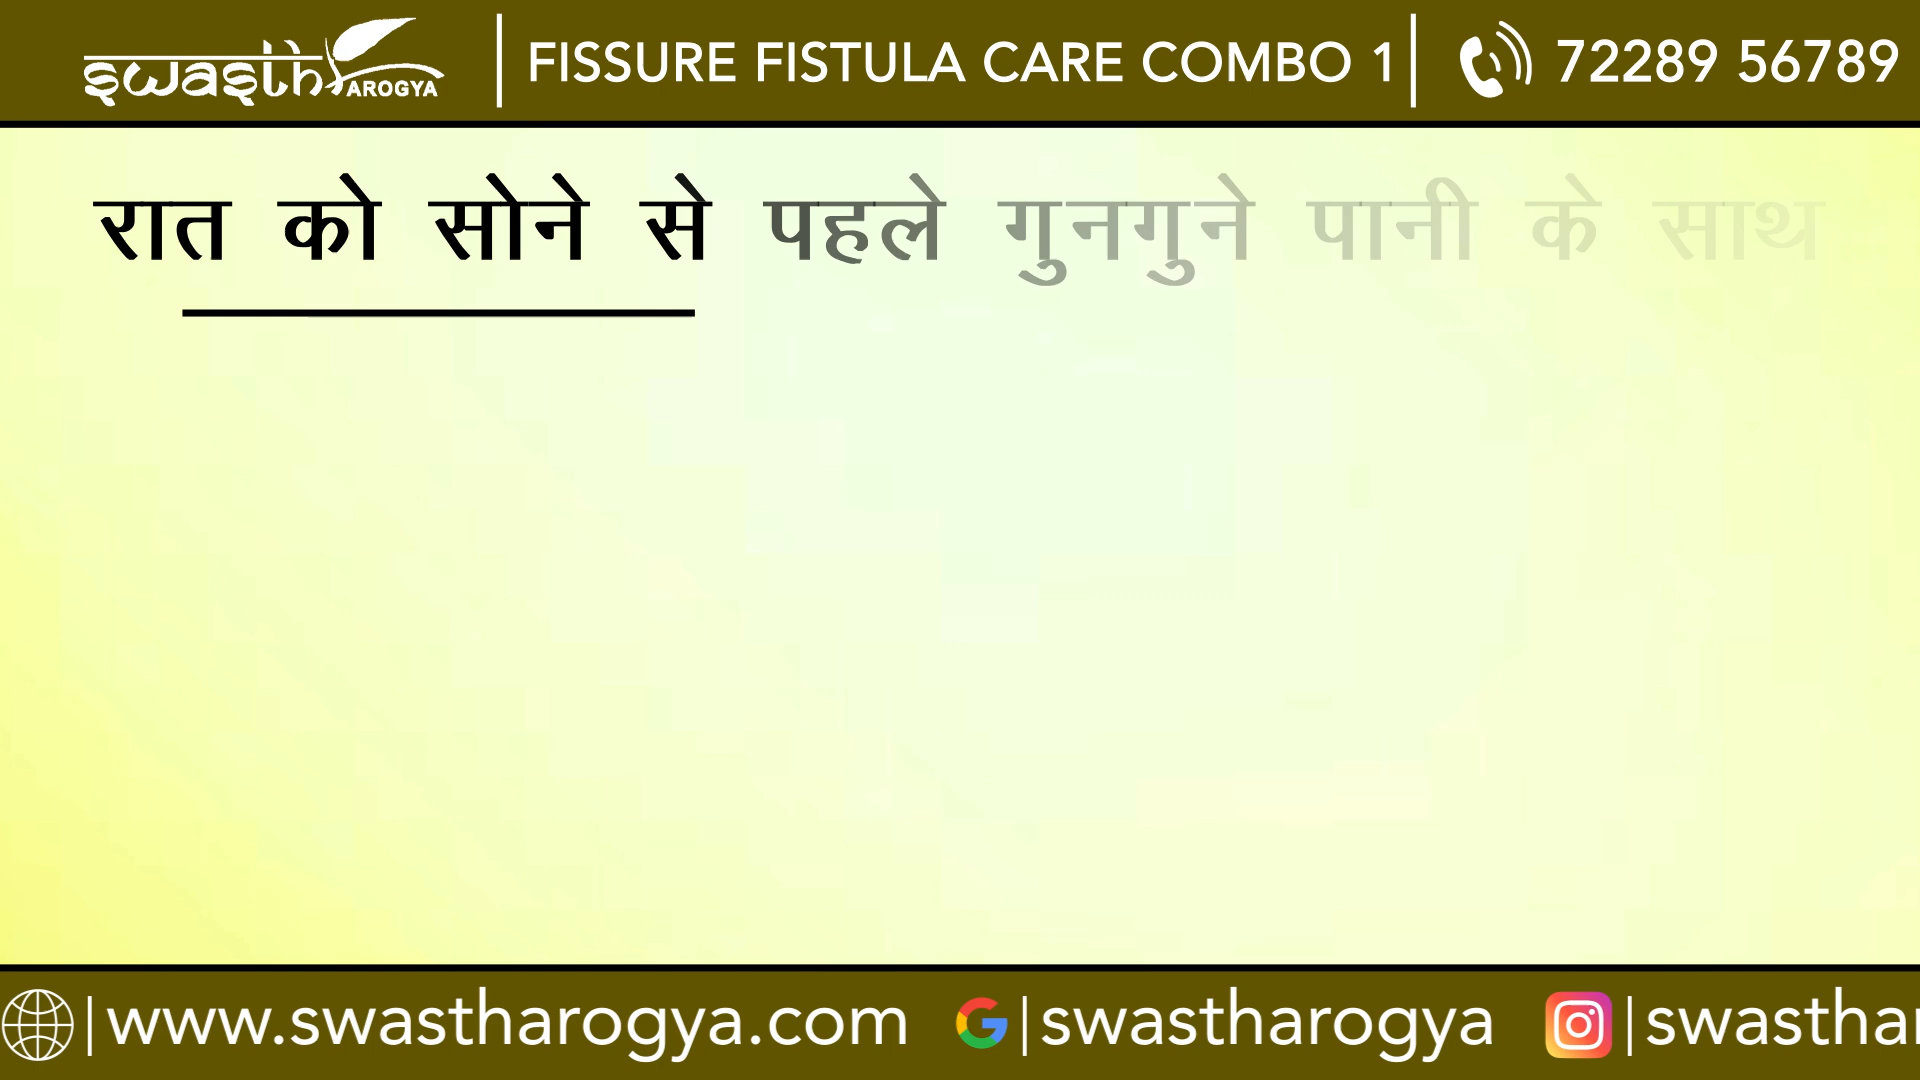 swasth AROGYA
FISSURE FISTULA CARE COMBO 1
72289 56789
रात को सोने से पहले गुनगुने पानी के साथ
www.swastharogya.com
swastharogya
swasthar